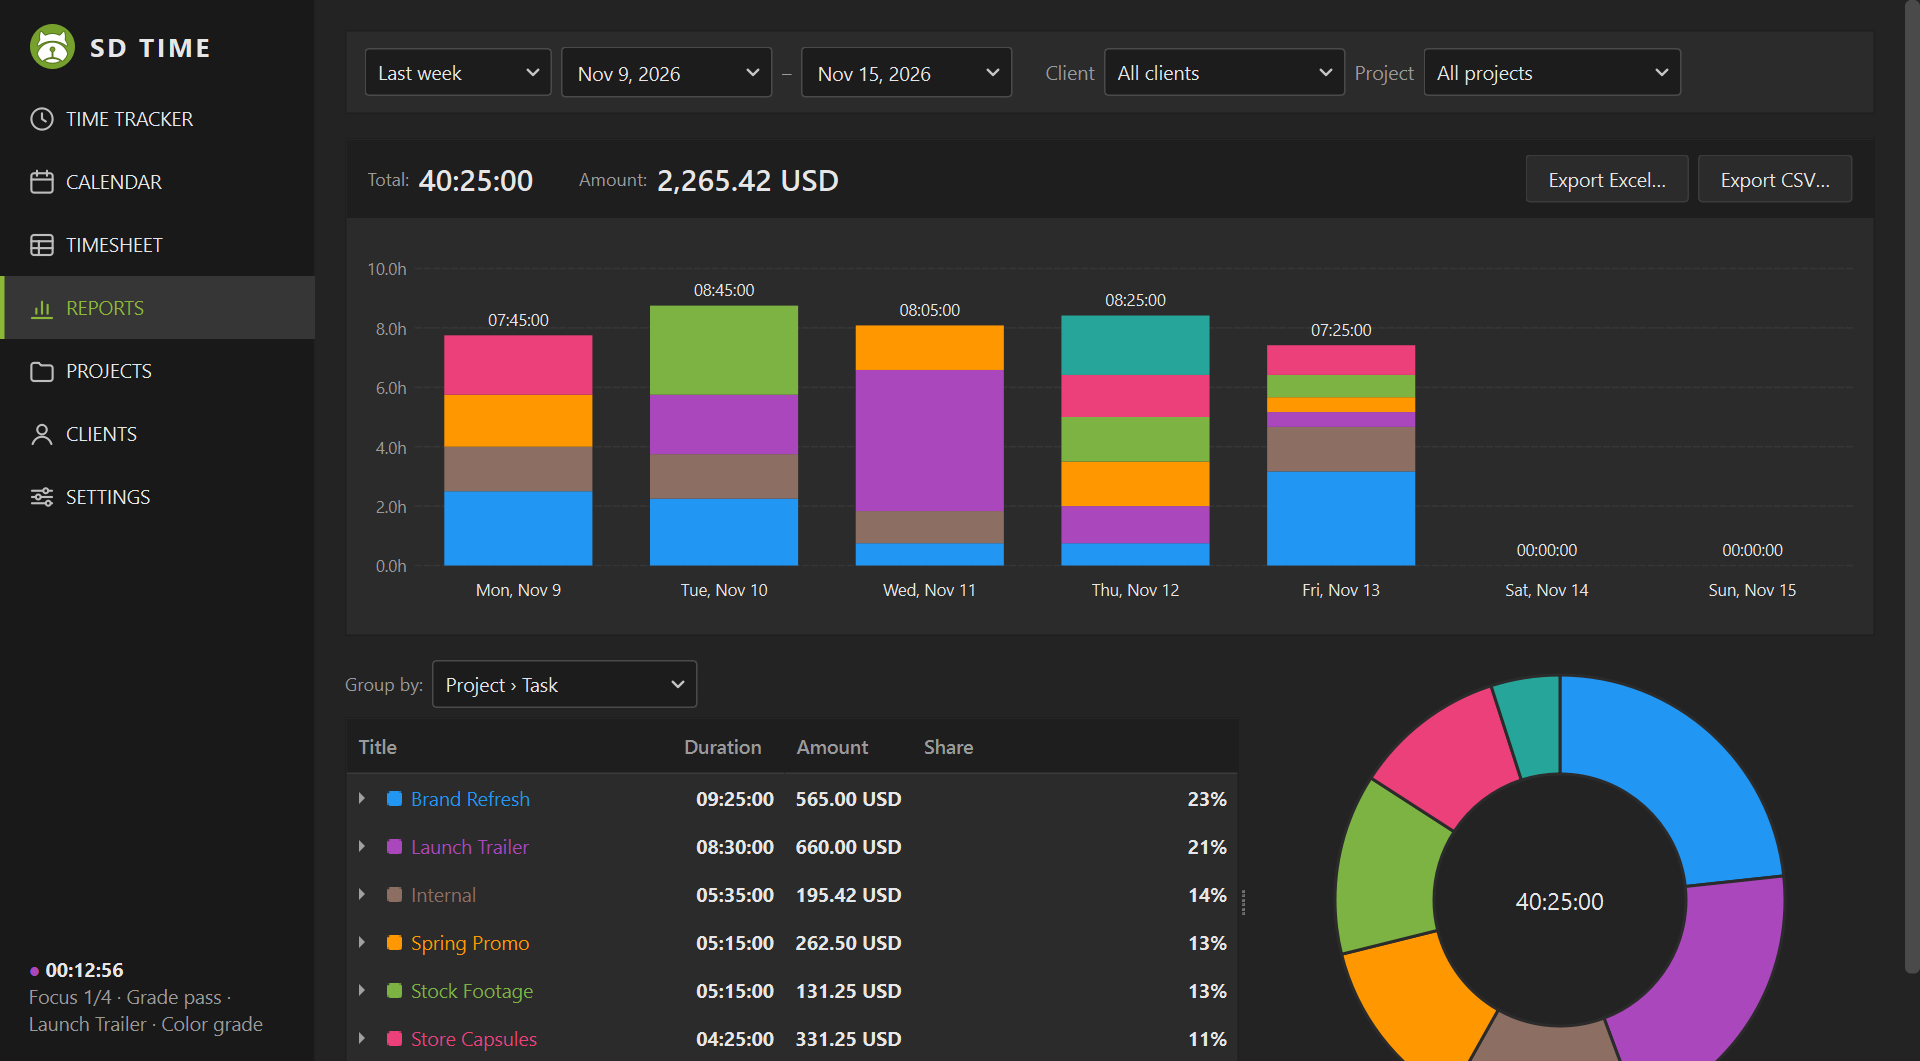 SD TIME
TIME TRACKER
CALENDAR
TIMESHEET
REPORTS
PROJECTS
CLIENTS
SETTINGS
00:12:56
Focus 1/4 · Grade pass ·
Launch Trailer · Color grade
Last week Nov 9, 2026 – Nov 15, 2026 Client All clients Project All projects
Total: 40:25:00 Amount: 2,265.42 USD Export Excel... Export CSV...
10.0h
8.0h
6.0h
4.0h
2.0h
0.0h
07:45:00 08:45:00 08:05:00 08:25:00 07:25:00 00:00:00 00:00:00
Mon, Nov 9 Tue, Nov 10 Wed, Nov 11 Thu, Nov 12 Fri, Nov 13 Sat, Nov 14 Sun, Nov 15
Group by: Project › Task
Title Duration Amount Share
Brand Refresh 09:25:00 565.00 USD 23%
Launch Trailer 08:30:00 660.00 USD 21%
Internal 05:35:00 195.42 USD 14%
Spring Promo 05:15:00 262.50 USD 13%
Stock Footage 05:15:00 131.25 USD 13%
Store Capsules 04:25:00 331.25 USD 11%
40:25:00